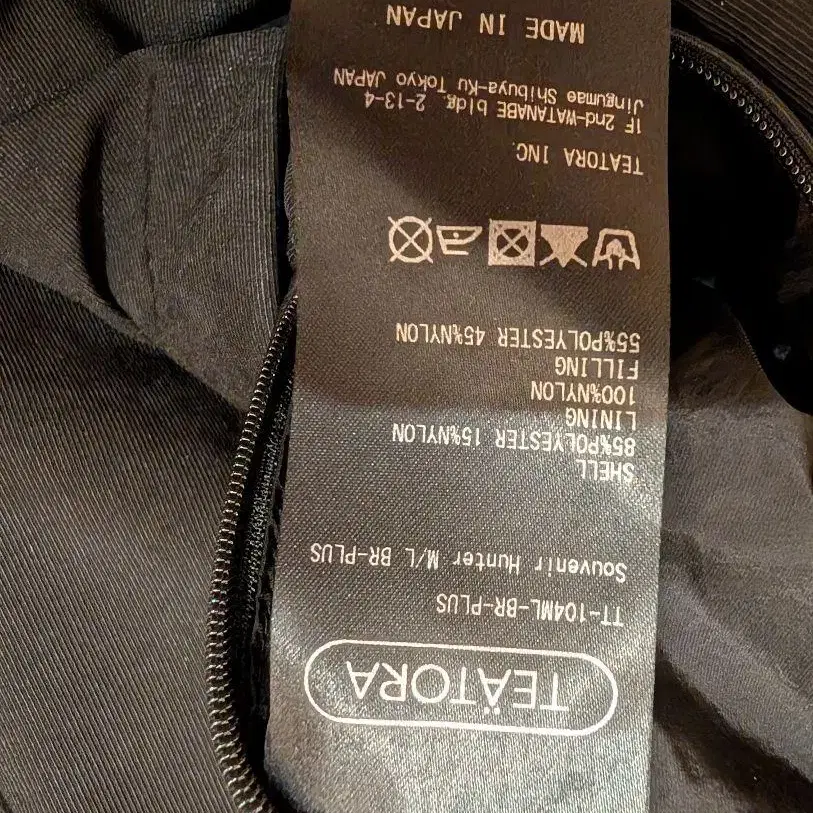 TEÄTORA
TT-104ML-BR-PLUS
Souvenir Hunter M/L BR-PLUS
SHELL
85%POLYESTER 15%NYLON
LINING
100%NYLON
FILLING
55%POLYESTER 45%NYLON
TEATORA INC.
1F 2nd-WATANABE bldg. 2-13-4
Jingumae Shibuya-Ku Tokyo JAPAN
MADE IN JAPAN